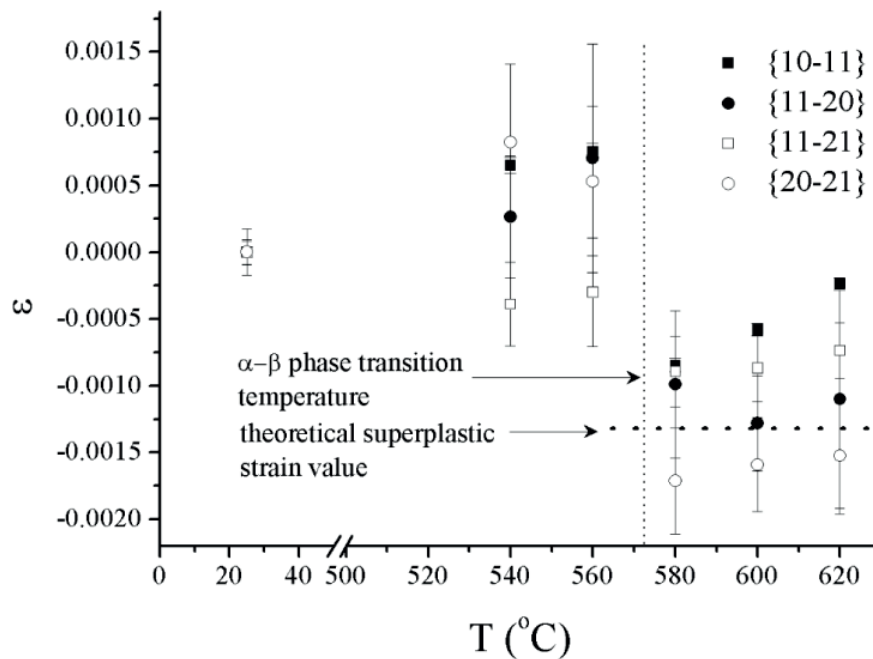 0.0015
0.0010
0.0005
0.0000
-0.0005
-0.0010
-0.0015
-0.0020
ε
{10-11}
{11-20}
{11-21}
{20-21}
α–β phase transition
temperature
theoretical superplastic
strain value
0 20 40 500 520 540 560 580 600 620
T (°C)